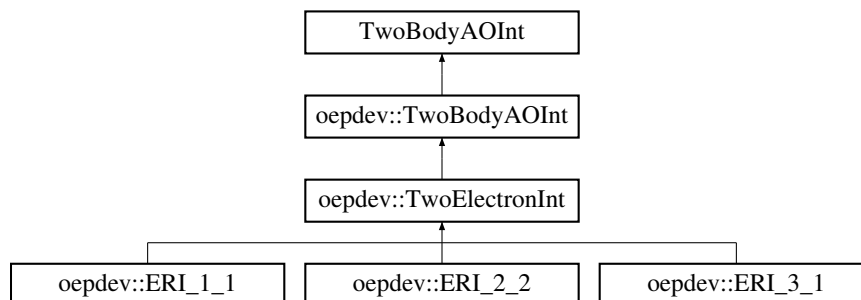 TwoBodyAOInt
oepdev::TwoBodyAOInt
oepdev::TwoElectronInt
oepdev::ERI_1_1
oepdev::ERI_2_2
oepdev::ERI_3_1